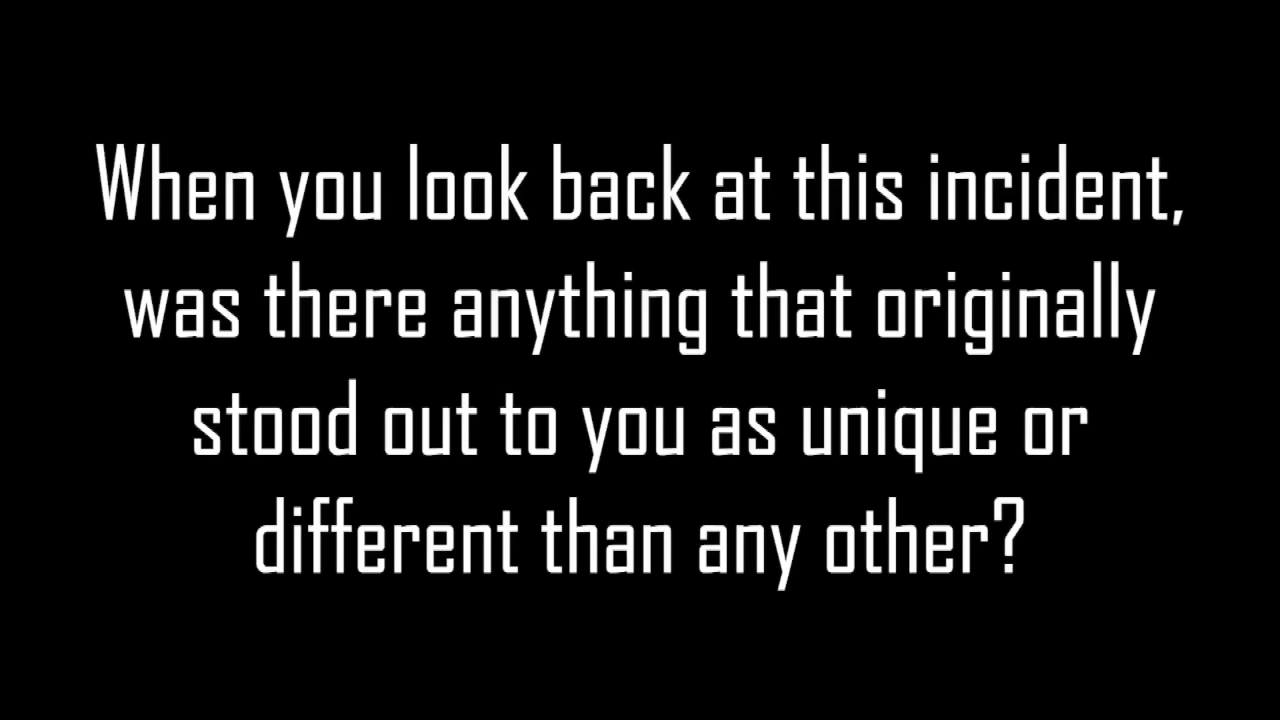 When you look back at this incident,
was there anything that originally
stood out to you as unique or
different than any other?